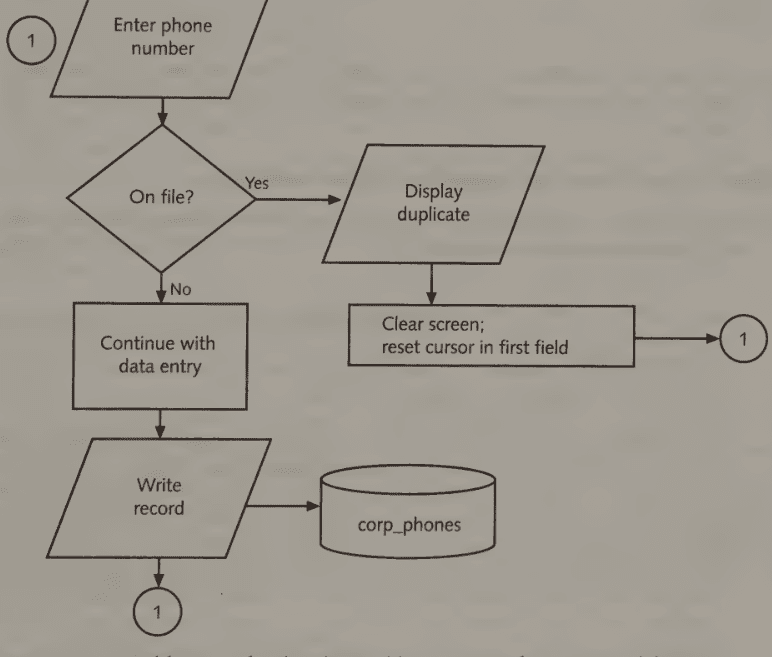 1
Enter phone
number
On file?
Yes
Display
duplicate
No
Continue with
data entry
Clear screen;
reset cursor in first field
1
Write
record
corp_phones
1